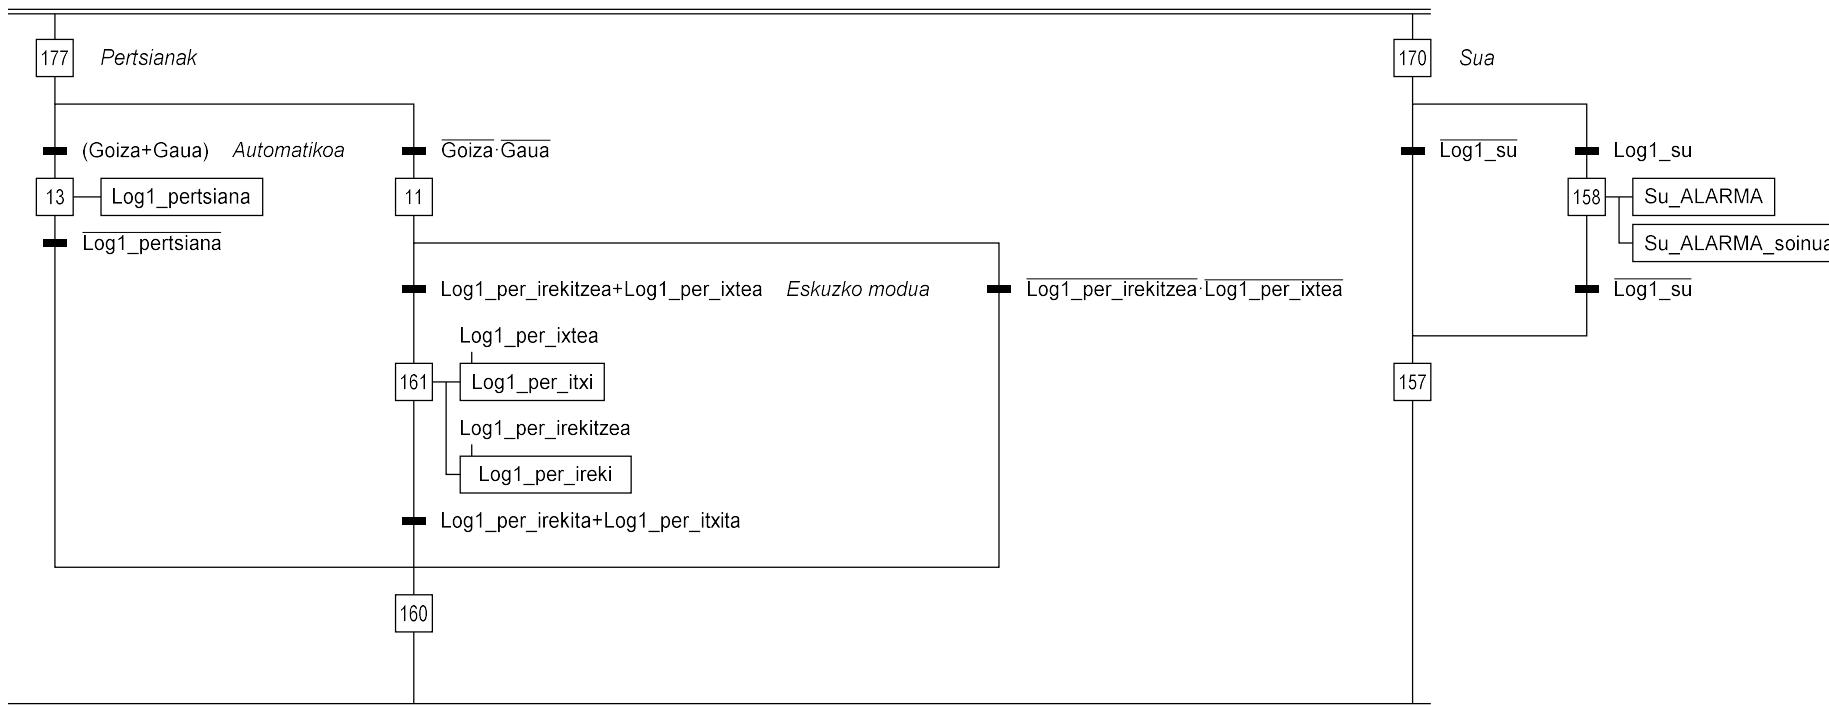 177 Pertsianak
170 Sua
(Goiza+Gaua) Automatikoa
Goiza·Gaua
Log1_su
Log1_su
13 Log1_pertsiana
11
158 Su_ALARMA
Log1_pertsiana
Su_ALARMA_soinua
Log1_per_irekitzea+Log1_per_ixtea Eskuzko modua
Log1_per_irekitzea·Log1_per_ixtea
Log1_su
Log1_per_ixtea
161 Log1_per_itxi
157
Log1_per_irekitzea
Log1_per_ireki
Log1_per_irekita+Log1_per_itxita
160